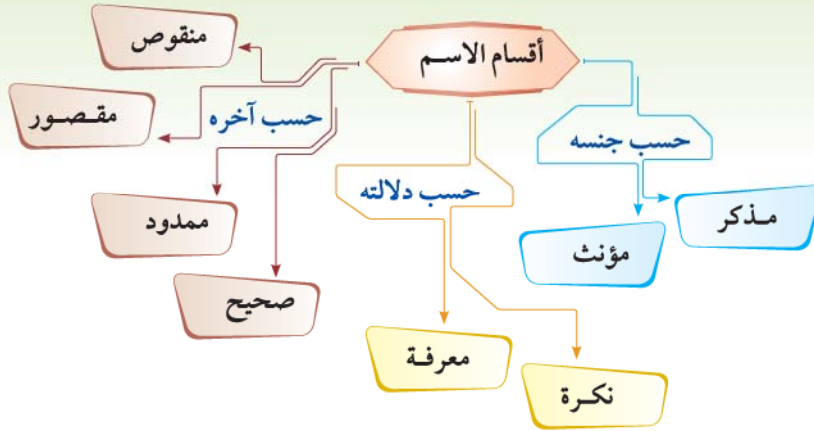 أقسام الاسم
حسب جنسه
مذكر
مؤنث
حسب دلالته
نكرة
معرفة
حسب آخره
منقوص
مقصور
ممدود
صحيح